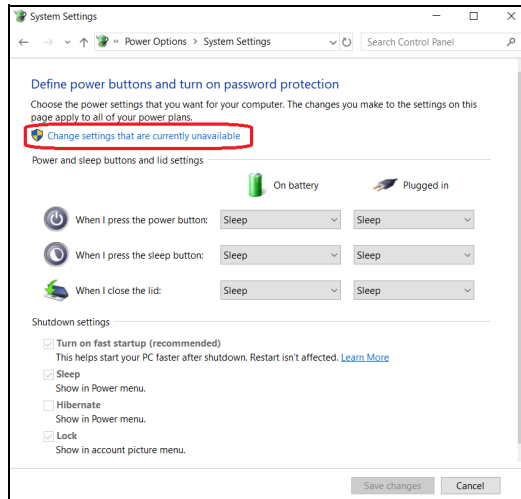 System Settings
« Power Options > System Settings
Search Control Panel
Define power buttons and turn on password protection
Choose the power settings that you want for your computer. The changes you make to the settings on this
page apply to all of your power plans.
Change settings that are currently unavailable
Power and sleep buttons and lid settings
On battery Plugged in
When I press the power button: Sleep Sleep
When I press the sleep button: Sleep Sleep
When I close the lid: Sleep Sleep
Shutdown settings
Turn on fast startup (recommended)
This helps start your PC faster after shutdown. Restart isn't affected. Learn More
Sleep
Show in Power menu.
Hibernate
Show in Power menu.
Lock
Show in account picture menu.
Save changes Cancel